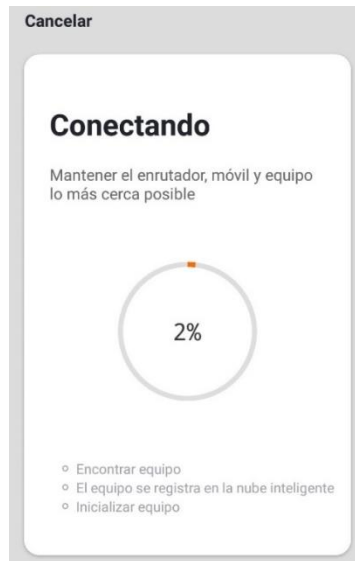 Cancelar
Conectando
Mantener el enrutador, móvil y equipo
lo más cerca posible
2%
Encontrar equipo
El equipo se registra en la nube inteligente
Inicializar equipo